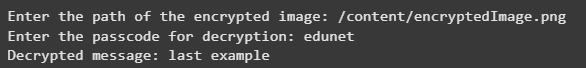 Enter the path of the encrypted image: /content/encryptedImage.png
Enter the passcode for decryption: edunet
Decrypted message: last example